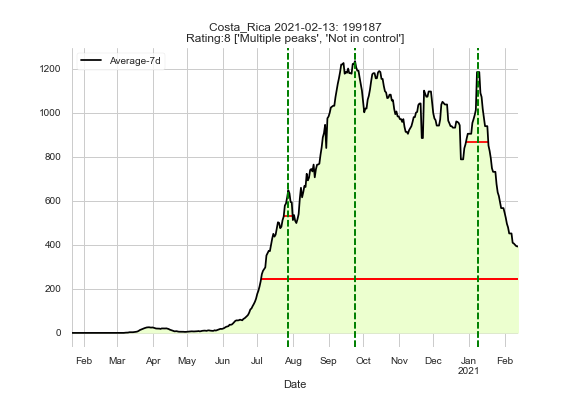 Costa_Rica 2021-02-13: 199187
Rating:8 ['Multiple peaks', 'Not in control']
Average-7d
1200
1000
800
600
400
200
0
Feb Mar Apr May Jun Jul Aug Sep Oct Nov Dec Jan Feb
2021
Date